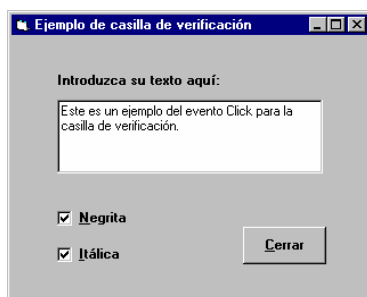 Ejemplo de casilla de verificación
Introduzca su texto aquí:
Este es un ejemplo del evento Click para la
casilla de verificación.
Negrita
Itálica
Cerrar